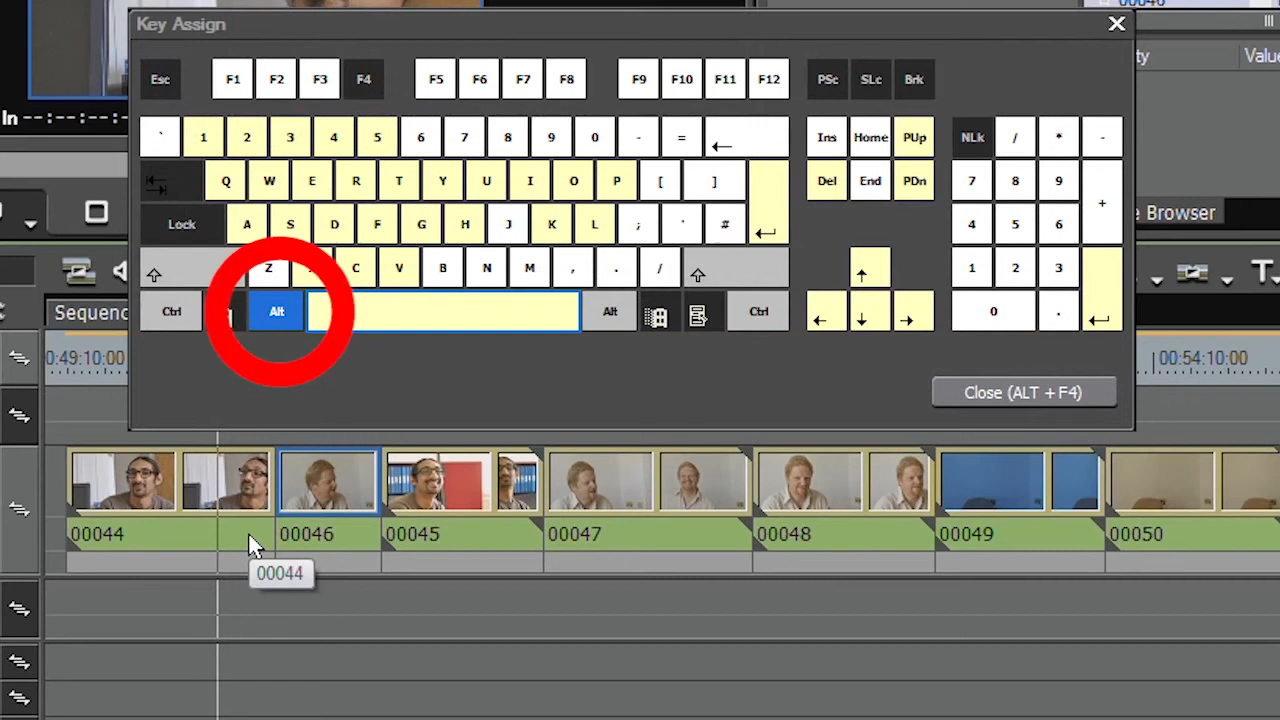 00046
Key Assign
ty Value
In --:--:--:--
Esc F1 F2 F3 F4 F5 F6 F7 F8 F9 F10 F11 F12 PSc SLc Brk
` 1 2 3 4 5 6 7 8 9 0 - = ← Ins Home PUp NLk / * -
Q W E R T Y U I O P [ ] Del End PDn 7 8 9 +
Lock A S D F G H J K L ; ' # 4 5 6
e Browser
Z C V B N M , . / ↑ 1 2 3
Ctrl Alt Alt Ctrl ← ↓ → 0 .
T
Sequenc
0:49:10:00 00:54:10:00
Close (ALT + F4)
00044 00046 00045 00047 00048 00049 00050
00044